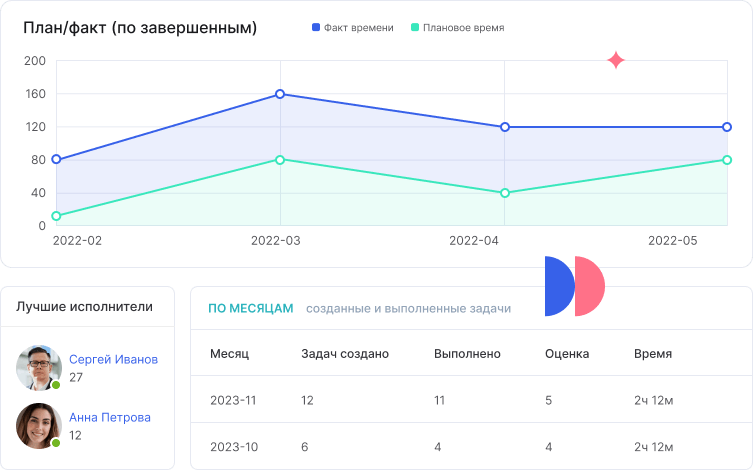 План/факт (по завершенным)
Факт времени Плановое время
200
160
120
80
40
0
2022-02 2022-03 2022-04 2022-05
Лучшие исполнители
Сергей Иванов
27
Анна Петрова
12
ПО МЕСЯЦАМ созданные и выполненные задачи
Месяц Задач создано Выполнено Оценка Время
2023-11 12 11 5 2ч 12м
2023-10 6 4 4 2ч 12м